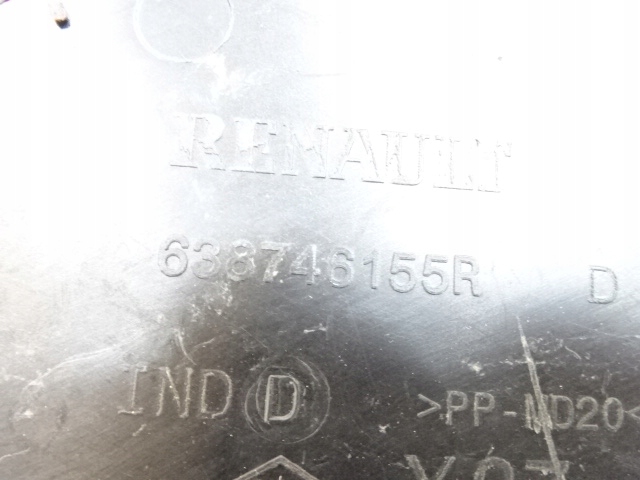 RENAULT
638746155R D
IND D >PP-MD20<